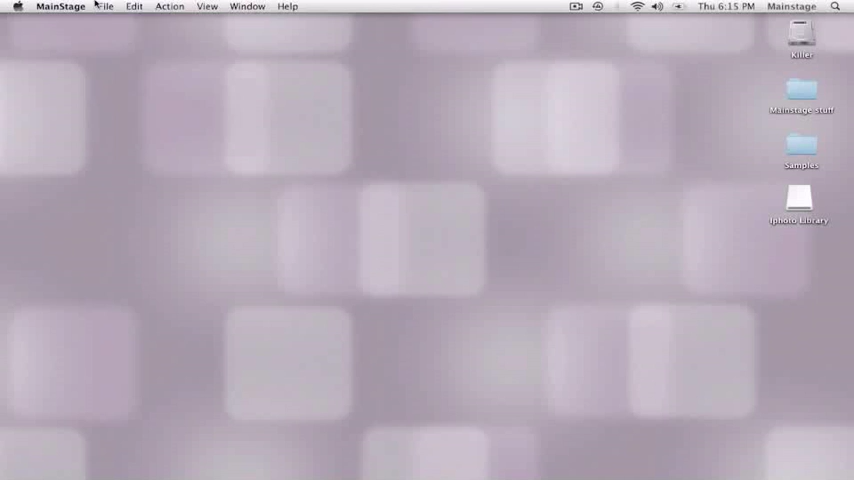 MainStage File Edit Action View Window Help Thu 6:15 PM Mainstage
Killer
Mainstage stuff
Samples
Iphoto Library